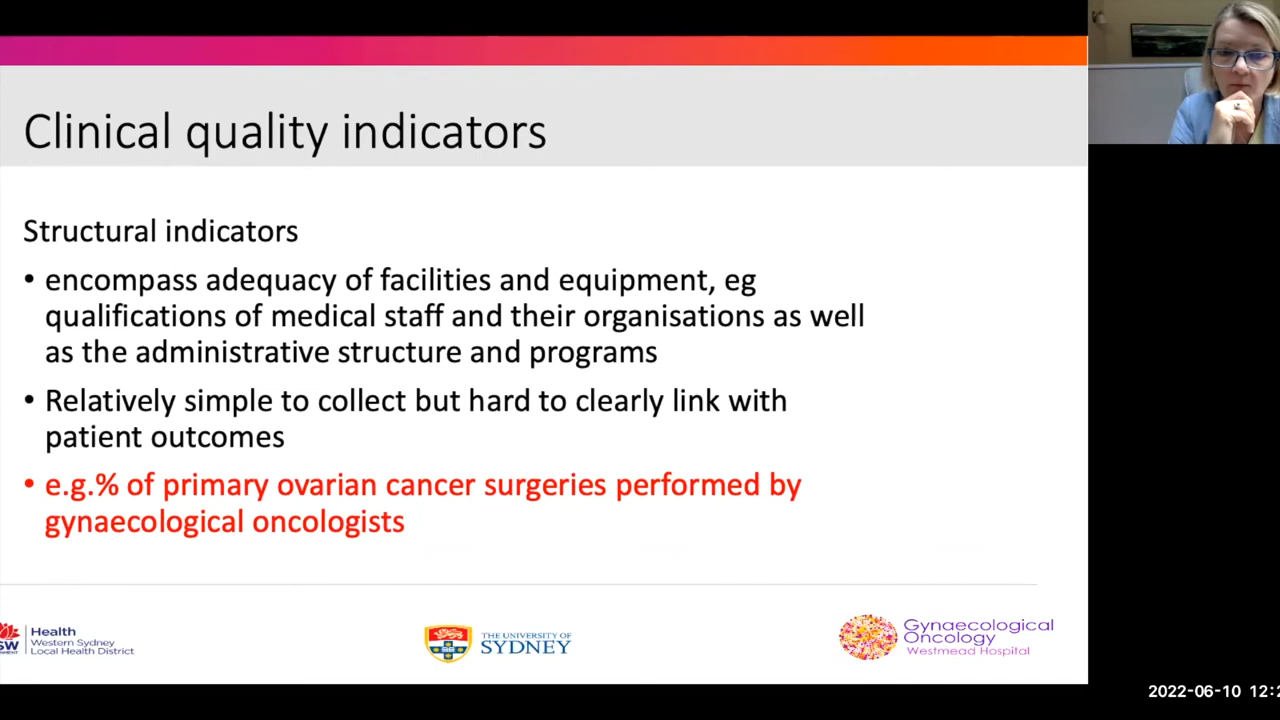 Clinical quality indicators
Structural indicators
• encompass adequacy of facilities and equipment, eg
qualifications of medical staff and their organisations as well
as the administrative structure and programs
• Relatively simple to collect but hard to clearly link with
patient outcomes
• e.g.% of primary ovarian cancer surgeries performed by
gynaecological oncologists
Health
Western Sydney
Local Health District
THE UNIVERSITY OF
SYDNEY
Gynaecological
Oncology
Westmead Hospital
2022-06-10